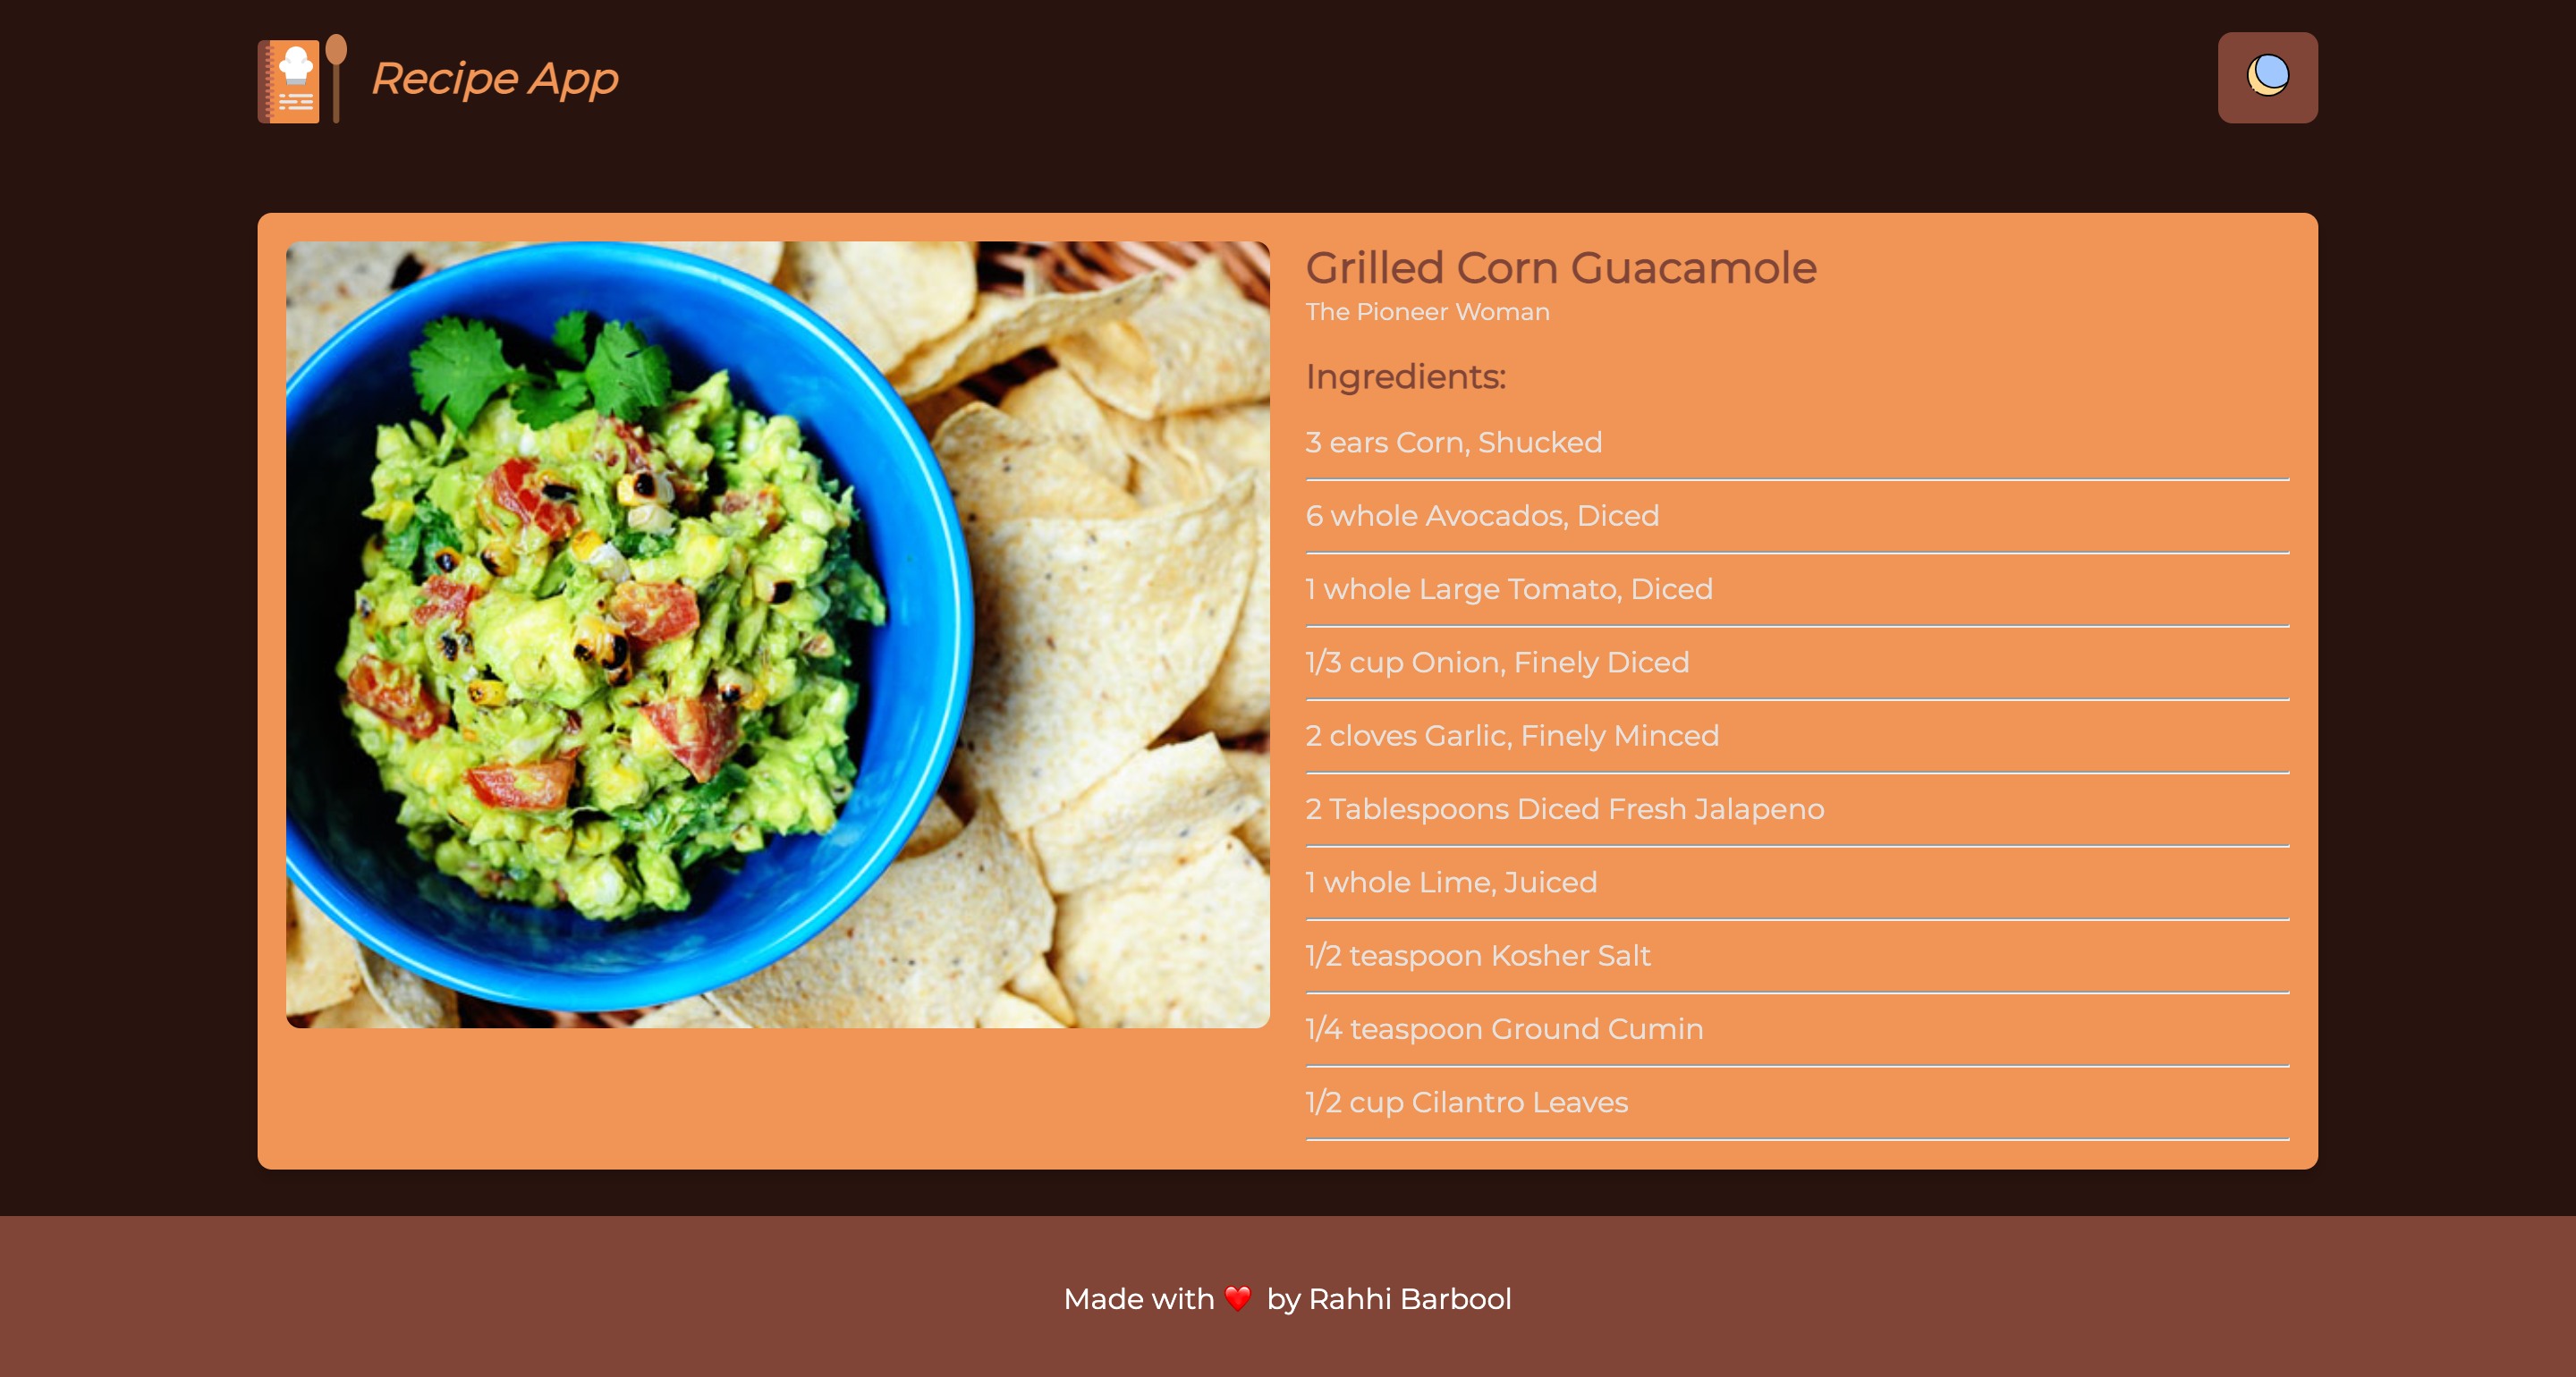 Recipe App
Grilled Corn Guacamole
The Pioneer Woman
Ingredients:
3 ears Corn, Shucked
6 whole Avocados, Diced
1 whole Large Tomato, Diced
1/3 cup Onion, Finely Diced
2 cloves Garlic, Finely Minced
2 Tablespoons Diced Fresh Jalapeno
1 whole Lime, Juiced
1/2 teaspoon Kosher Salt
1/4 teaspoon Ground Cumin
1/2 cup Cilantro Leaves
Made with ❤️ by Rahhi Barbool